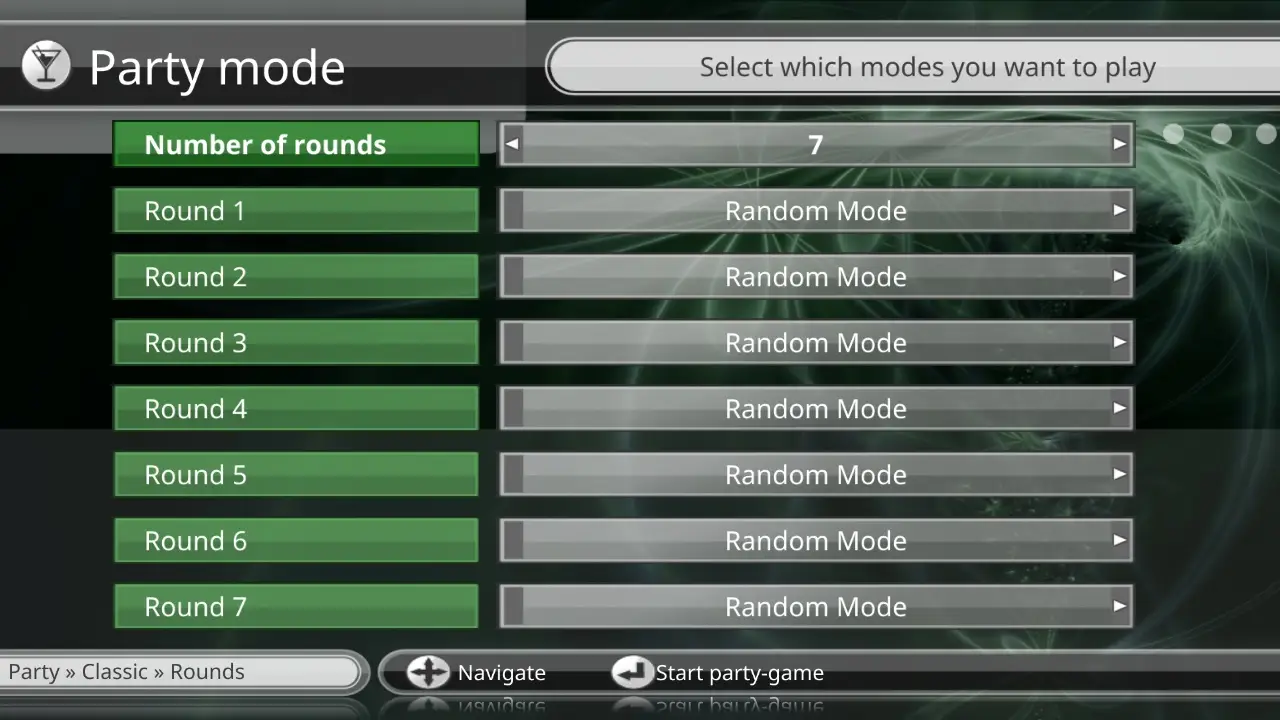 Party mode
Select which modes you want to play
Number of rounds 7
Round 1 Random Mode
Round 2 Random Mode
Round 3 Random Mode
Round 4 Random Mode
Round 5 Random Mode
Round 6 Random Mode
Round 7 Random Mode
Party » Classic » Rounds
Navigate
Start party-game